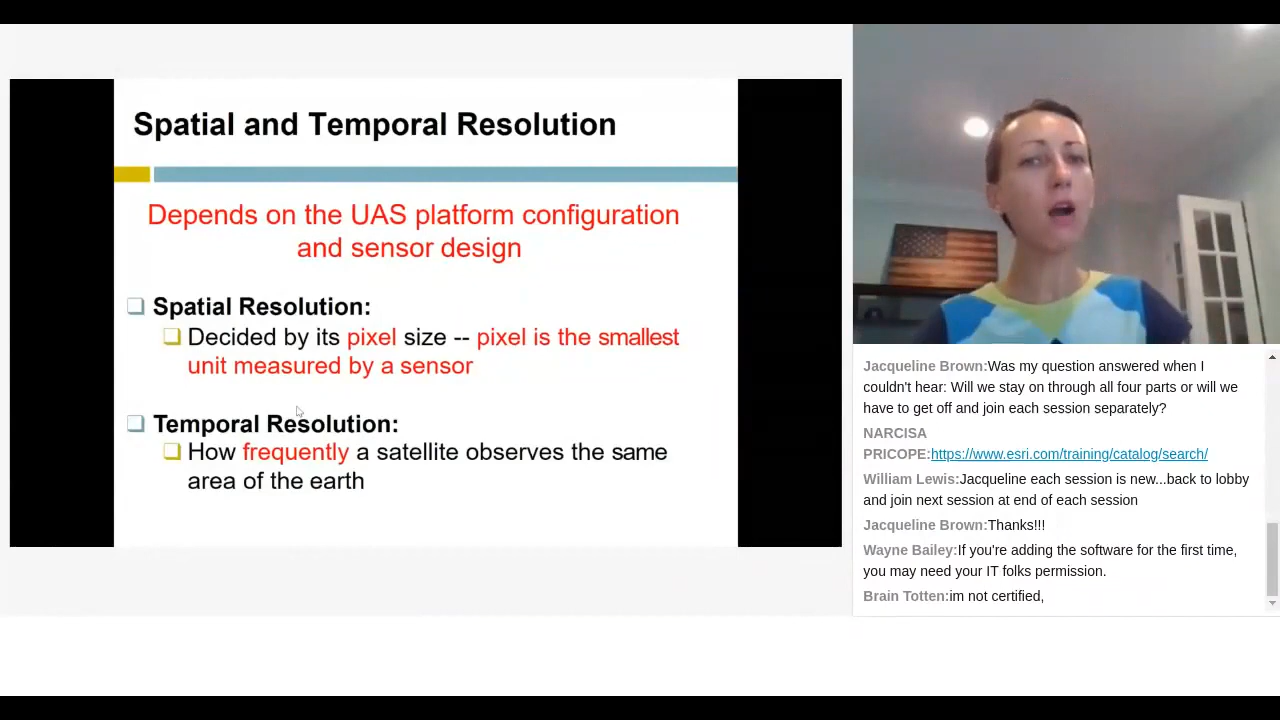 Spatial and Temporal Resolution
Depends on the UAS platform configuration
and sensor design
Spatial Resolution:
Decided by its pixel size -- pixel is the smallest
unit measured by a sensor
Temporal Resolution:
How frequently a satellite observes the same
area of the earth
Jacqueline Brown:Was my question answered when I
couldn't hear: Will we stay on through all four parts or will we
have to get off and join each session separately?
NARCISA
PRICOPE:https://www.esri.com/training/catalog/search/
William Lewis:Jacqueline each session is new...back to lobby
and join next session at end of each session
Jacqueline Brown:Thanks!!!
Wayne Bailey:If you're adding the software for the first time,
you may need your IT folks permission.
Brain Totten:im not certified,